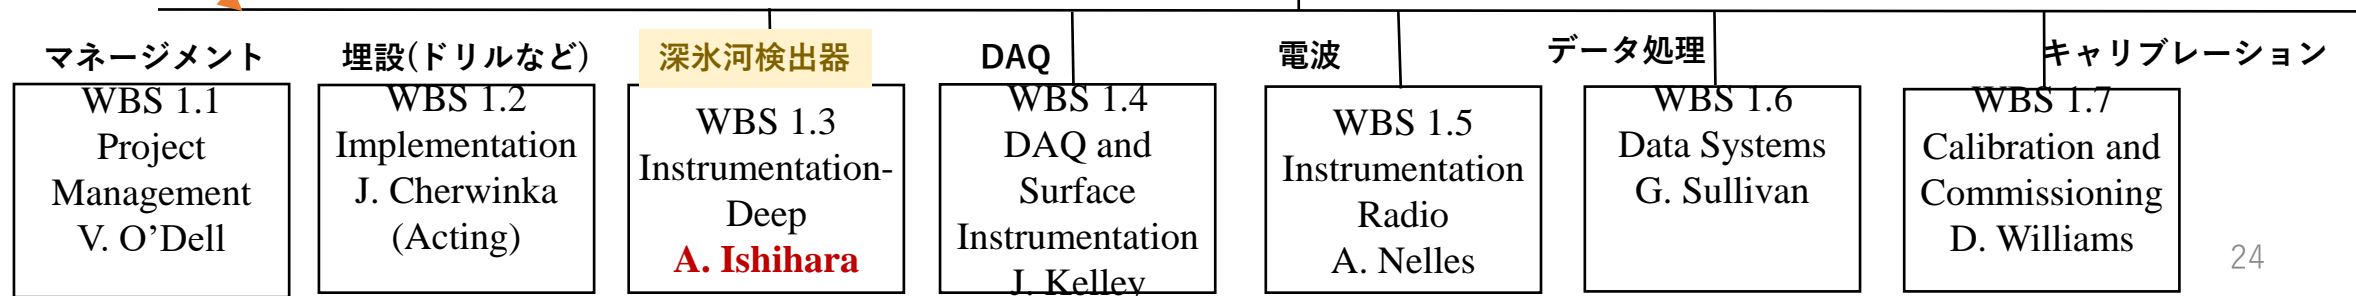 マネージメント
WBS 1.1
Project
Management
V. O’Dell
埋設(ドリルなど)
WBS 1.2
Implementation
J. Cherwinka
(Acting)
深氷河検出器
WBS 1.3
Instrumentation-
Deep
A. Ishihara
DAQ
WBS 1.4
DAQ and
Surface
Instrumentation
J. Kelley
電波
WBS 1.5
Instrumentation
Radio
A. Nelles
データ処理
WBS 1.6
Data Systems
G. Sullivan
キャリブレーション
WBS 1.7
Calibration and
Commissioning
D. Williams
24